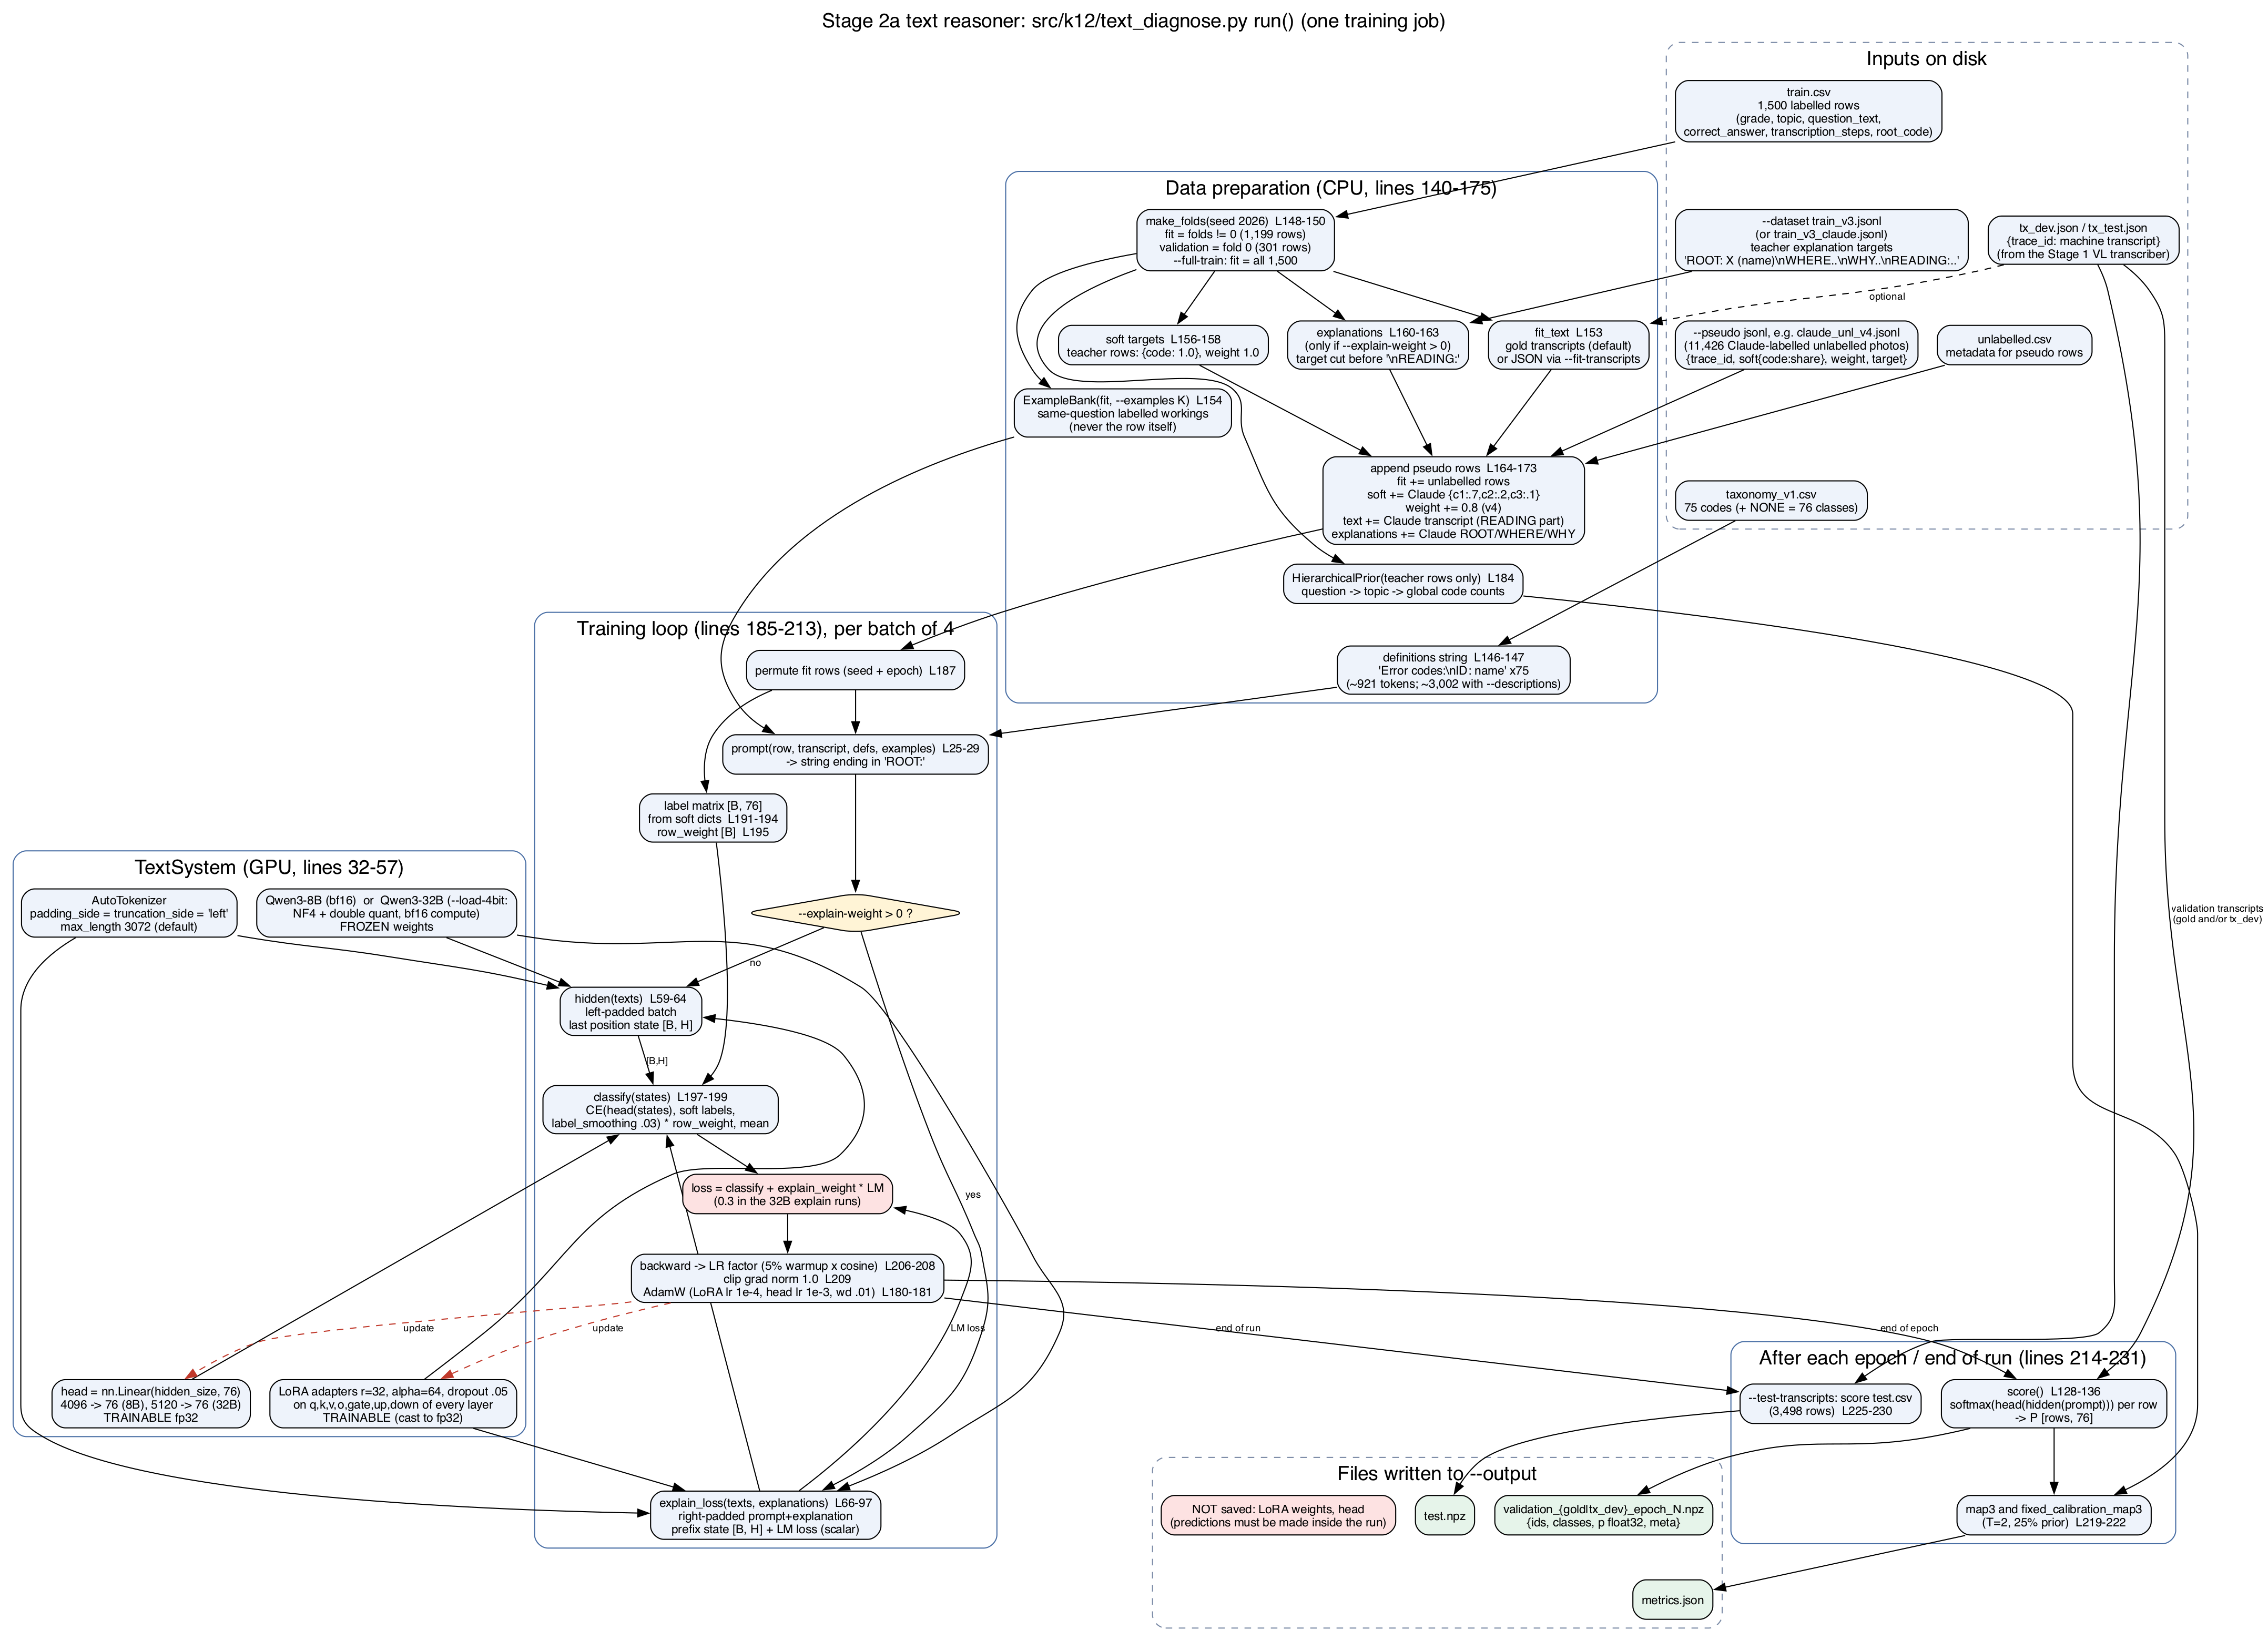 Stage 2a text reasoner: src/k12/text_diagnose.py run() (one training job)
Inputs on disk
train.csv
1,500 labelled rows
(grade, topic, question_text,
correct_answer, transcription_steps, root_code)
--dataset train_v3.jsonl
(or train_v3_claude.jsonl)
teacher explanation targets
'ROOT: X (name)\nWHERE..\nWHY..\nREADING:..'
tx_dev.json / tx_test.json
{trace_id: machine transcript}
(from the Stage 1 VL transcriber)
optional
--pseudo jsonl, e.g. claude_unl_v4.jsonl
(11,426 Claude-labelled unlabelled photos)
{trace_id, soft{code:share}, weight, target}
unlabelled.csv
metadata for pseudo rows
taxonomy_v1.csv
75 codes (+ NONE = 76 classes)
Data preparation (CPU, lines 140-175)
make_folds(seed 2026)  L148-150
fit = folds != 0 (1,199 rows)
validation = fold 0 (301 rows)
--full-train: fit = all 1,500
soft targets  L156-158
teacher rows: {code: 1.0}, weight 1.0
explanations  L160-163
(only if --explain-weight > 0)
target cut before '\nREADING:'
fit_text  L153
gold transcripts (default)
or JSON via --fit-transcripts
ExampleBank(fit, --examples K)  L154
same-question labelled workings
(never the row itself)
append pseudo rows  L164-173
fit += unlabelled rows
soft += Claude {c1:.7,c2:.2,c3:.1}
weight += 0.8 (v4)
text += Claude transcript (READING part)
explanations += Claude ROOT/WHERE/WHY
HierarchicalPrior(teacher rows only)  L184
question -> topic -> global code counts
definitions string  L146-147
'Error codes:\nID: name' x75
(~921 tokens; ~3,002 with --descriptions)
Training loop (lines 185-213), per batch of 4
permute fit rows (seed + epoch)  L187
prompt(row, transcript, defs, examples)  L25-29
-> string ending in 'ROOT:'
label matrix [B, 76]
from soft dicts  L191-194
row_weight [B]  L195
--explain-weight > 0 ?
no
yes
hidden(texts)  L59-64
left-padded batch
last position state [B, H]
[B,H]
classify(states)  L197-199
CE(head(states), soft labels,
label_smoothing .03) * row_weight, mean
loss = classify + explain_weight * LM
(0.3 in the 32B explain runs)
backward -> LR factor (5% warmup x cosine)  L206-208
clip grad norm 1.0  L209
AdamW (LoRA lr 1e-4, head lr 1e-3, wd .01)  L180-181
update
update
LM loss
end of run
end of epoch
explain_loss(texts, explanations)  L66-97
right-padded prompt+explanation
prefix state [B, H] + LM loss (scalar)
TextSystem (GPU, lines 32-57)
AutoTokenizer
padding_side = truncation_side = 'left'
max_length 3072 (default)
Qwen3-8B (bf16)  or  Qwen3-32B (--load-4bit:
NF4 + double quant, bf16 compute)
FROZEN weights
head = nn.Linear(hidden_size, 76)
4096 -> 76 (8B), 5120 -> 76 (32B)
TRAINABLE fp32
LoRA adapters r=32, alpha=64, dropout .05
on q,k,v,o,gate,up,down of every layer
TRAINABLE (cast to fp32)
validation transcripts
(gold and/or tx_dev)
After each epoch / end of run (lines 214-231)
--test-transcripts: score test.csv
(3,498 rows)  L225-230
score()  L128-136
softmax(head(hidden(prompt))) per row
-> P [rows, 76]
map3 and fixed_calibration_map3
(T=2, 25% prior)  L219-222
Files written to --output
NOT saved: LoRA weights, head
(predictions must be made inside the run)
test.npz
validation_{gold|tx_dev}_epoch_N.npz
{ids, classes, p float32, meta}
metrics.json